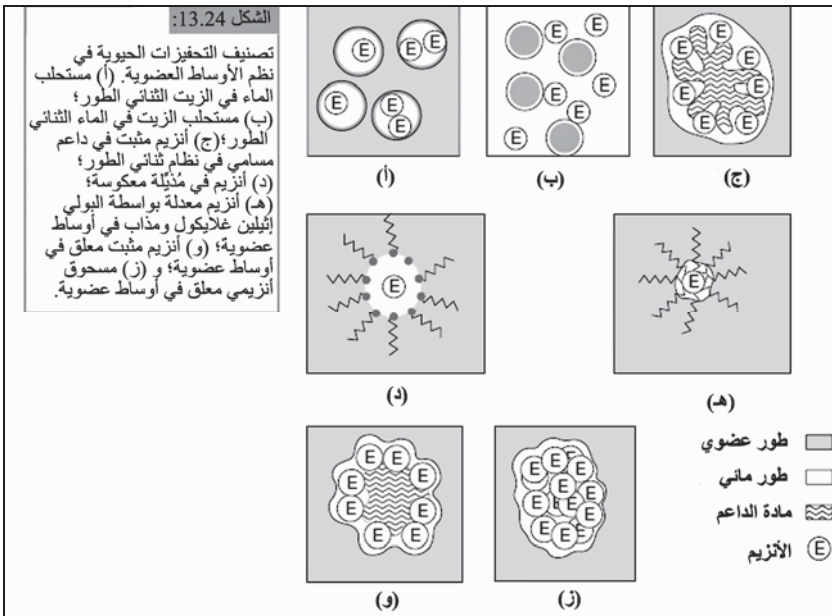 الشكل 13.24:
تصنيف التحفيزات الحيوية في
نظم الأوساط العضوية. (أ) مستحلب
الماء في الزيت الثنائي الطور؛
(ب) مستحلب الزيت في الماء الثنائي
الطور؛(ج) أنزيم مثبت في داعم
مسامي في نظام ثنائي الطور؛
(د) أنزيم في مُذيَّلة معكوسة؛
(هـ) أنزيم معدلة بواسطة البولي
إثيلين غلايكول ومذاب في أوساط
عضوية؛ (و) أنزيم مثبت معلق في
أوساط عضوية؛ و (ز) مسحوق
أنزيمي معلق في أوساط عضوية.
E E E E E E
(أ)
E E E E E
(ب)
E E E E E E E
(ج)
E
(د)
E
(هـ)
E E E E E E E E
(و)
E E E E E E E E E E E E
(ز)
طور عضوي
طور مائي
مادة الداعم
الأنزيم E